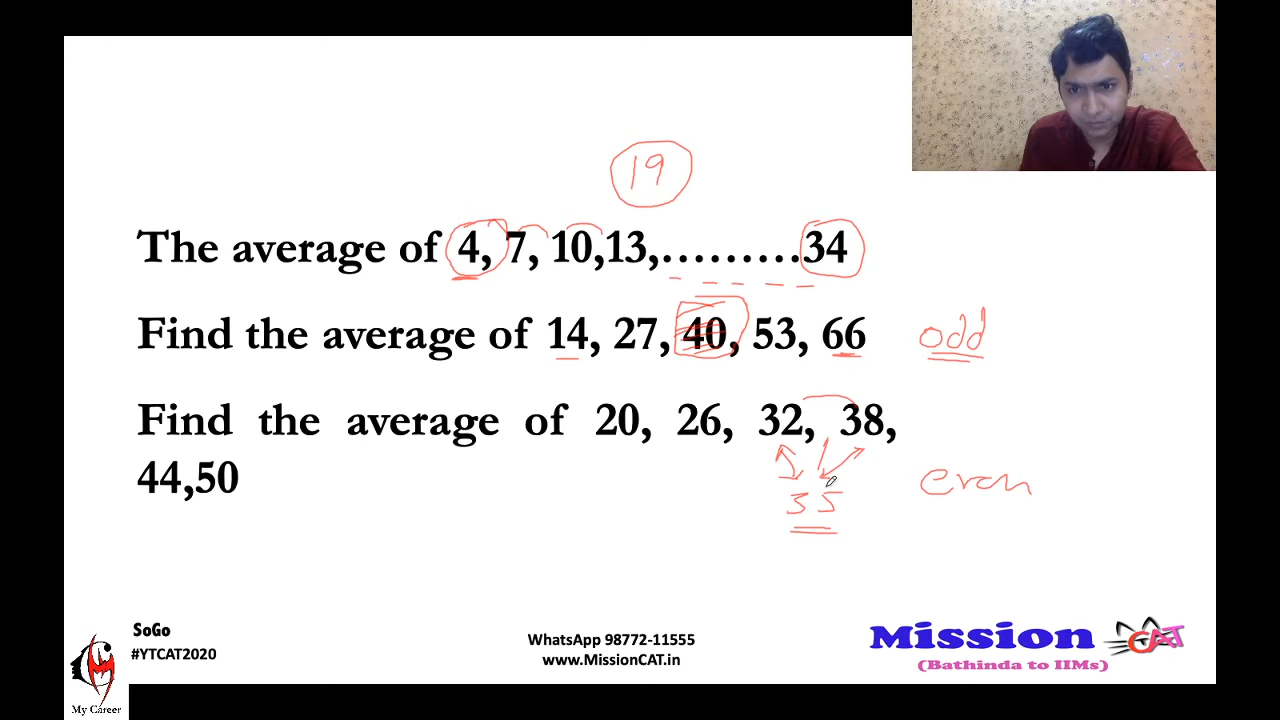 19
The average of 4, 7, 10,13,.........34
Find the average of 14, 27, 40, 53, 66 odd
Find the average of 20, 26, 32, 38,
44,50
35 even
SoGo
#YTCAT2020
My Career
WhatsApp 98772-11555
www.MissionCAT.in
Mission CAT
(Bathinda to IIMs)